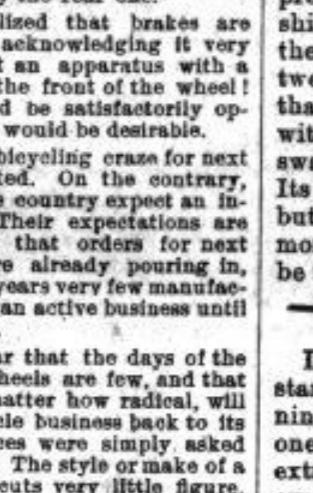 lized that brakes are
acknowledging it very
an apparatus with a
the front of the wheel!
be satisfactorily op-
would be desirable.
bicycling craze for next
ted. On the contrary,
country expect an in-
Their expectations are
that orders for next
e already pouring in,
years very few manufac-
an active business until
that the days of the
heels are few, and that
matter how radical, will
cle business back to its
ces were simply asked
The style or make of a
cuts very little figure.
shi
the
tw
tha
wit
swa
Its
but
mo
be
sta
nin
one
ext